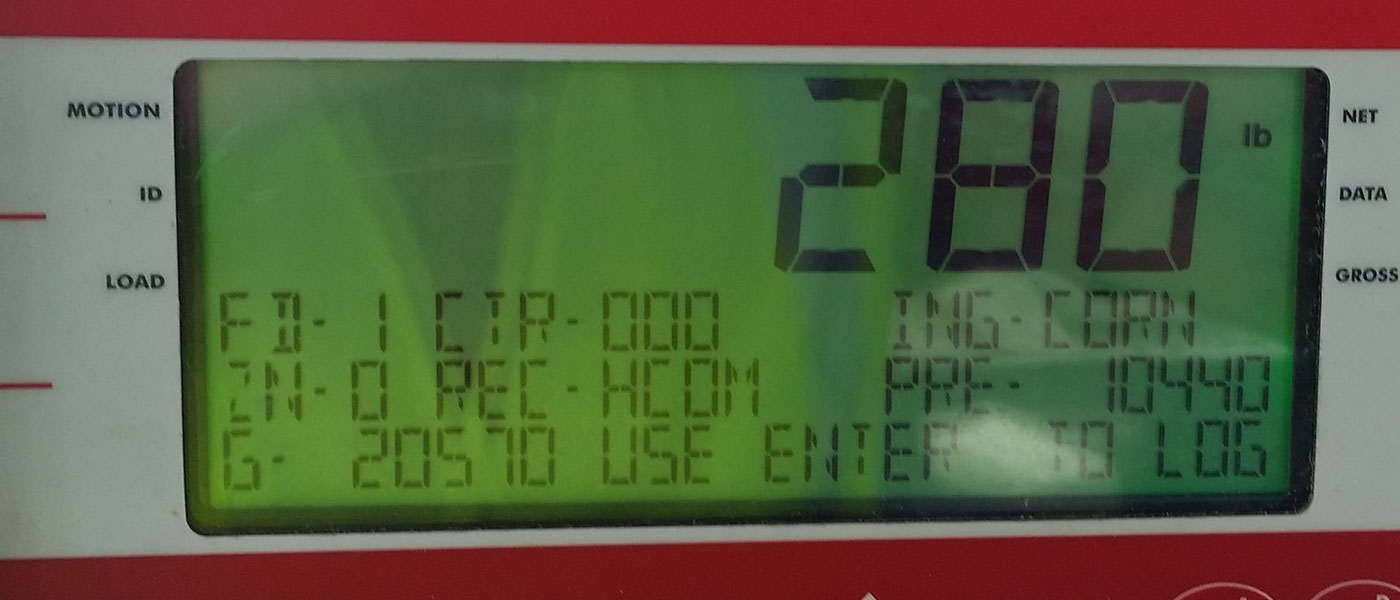 MOTION
ID
LOAD
280 lb
NET
DATA
GROSS
FD- 1 CTR-000 ING-CORN
ZN-0 REC-HCOM PRE- 10440
G- 20570 USE ENTER TO LOG